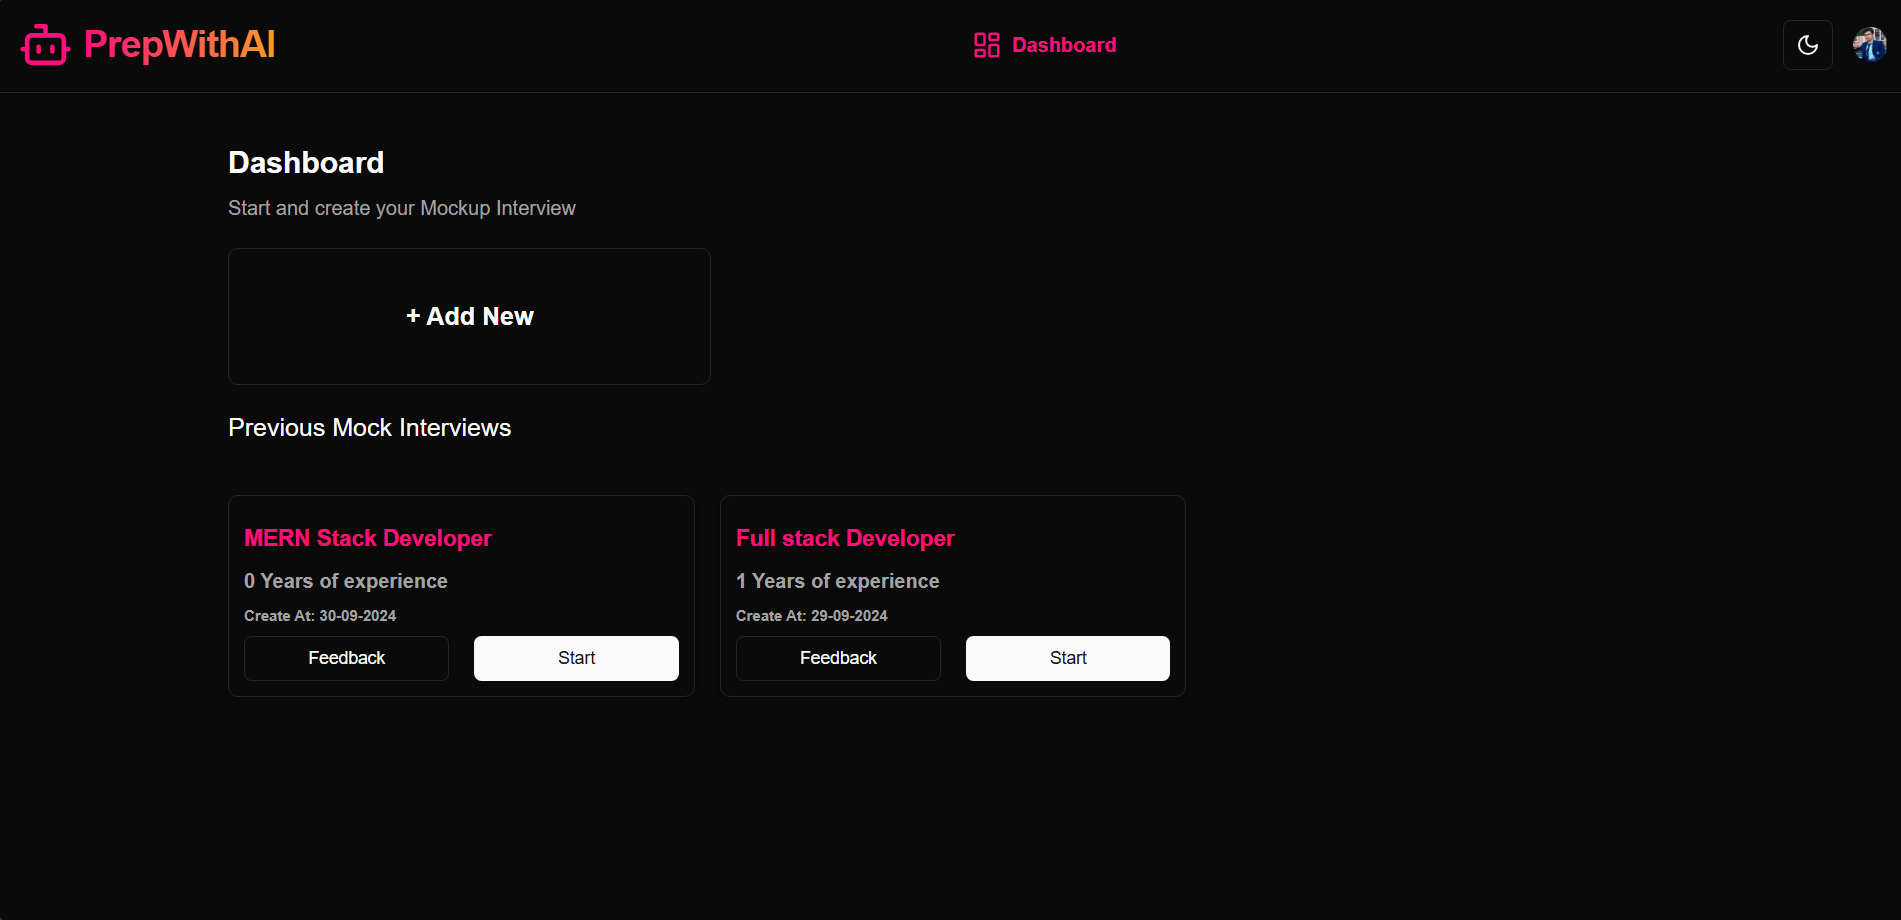 PrepWithAI
Dashboard
Dashboard
Start and create your Mockup Interview
+ Add New
Previous Mock Interviews
MERN Stack Developer
0 Years of experience
Create At: 30-09-2024
Feedback
Start
Full stack Developer
1 Years of experience
Create At: 29-09-2024
Feedback
Start